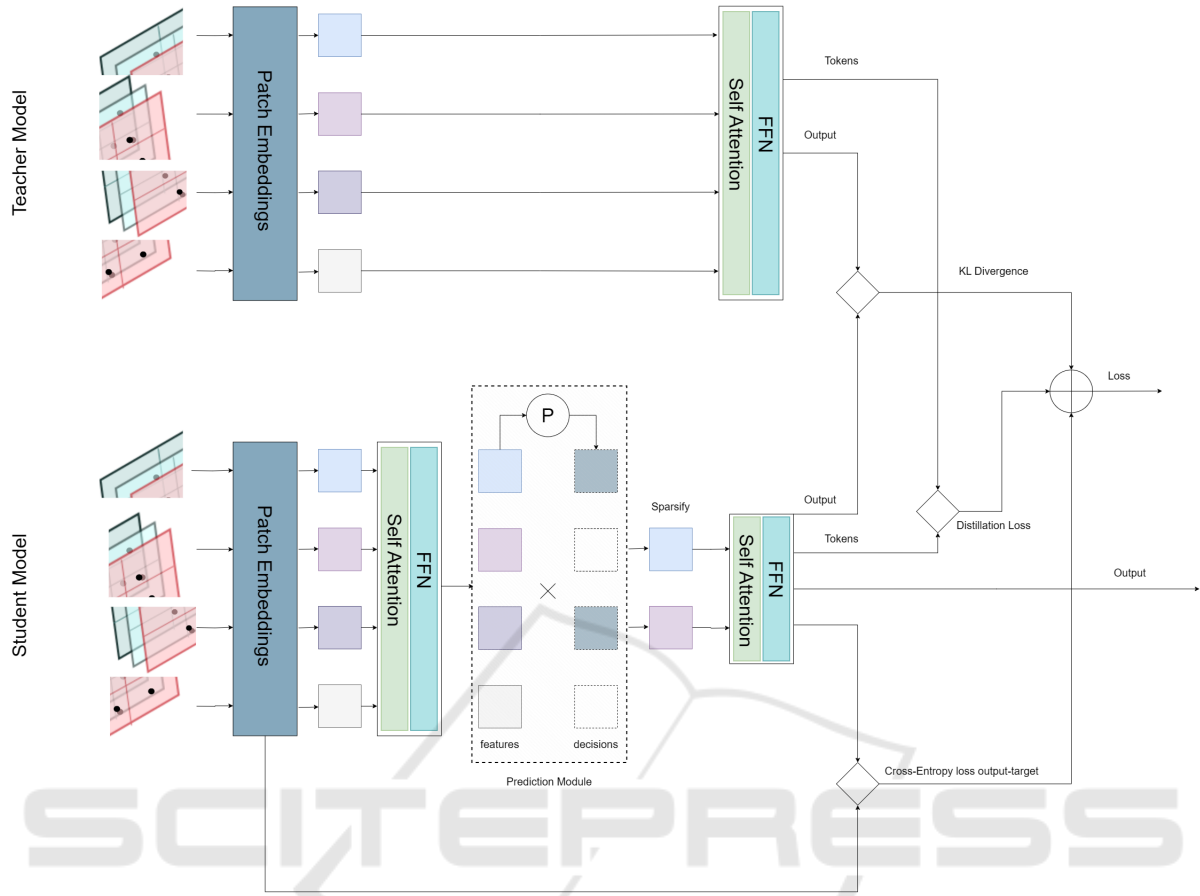 Teacher Model
Patch Embeddings
Self Attention
FFN
Tokens
Output
KL Divergence
Loss
Student Model
Patch Embeddings
Self Attention
FFN
P
features
decisions
Prediction Module
Sparsify
Self Attention
FFN
Output
Tokens
Distillation Loss
Output
Cross-Entropy loss output-target
SCITEPRESS